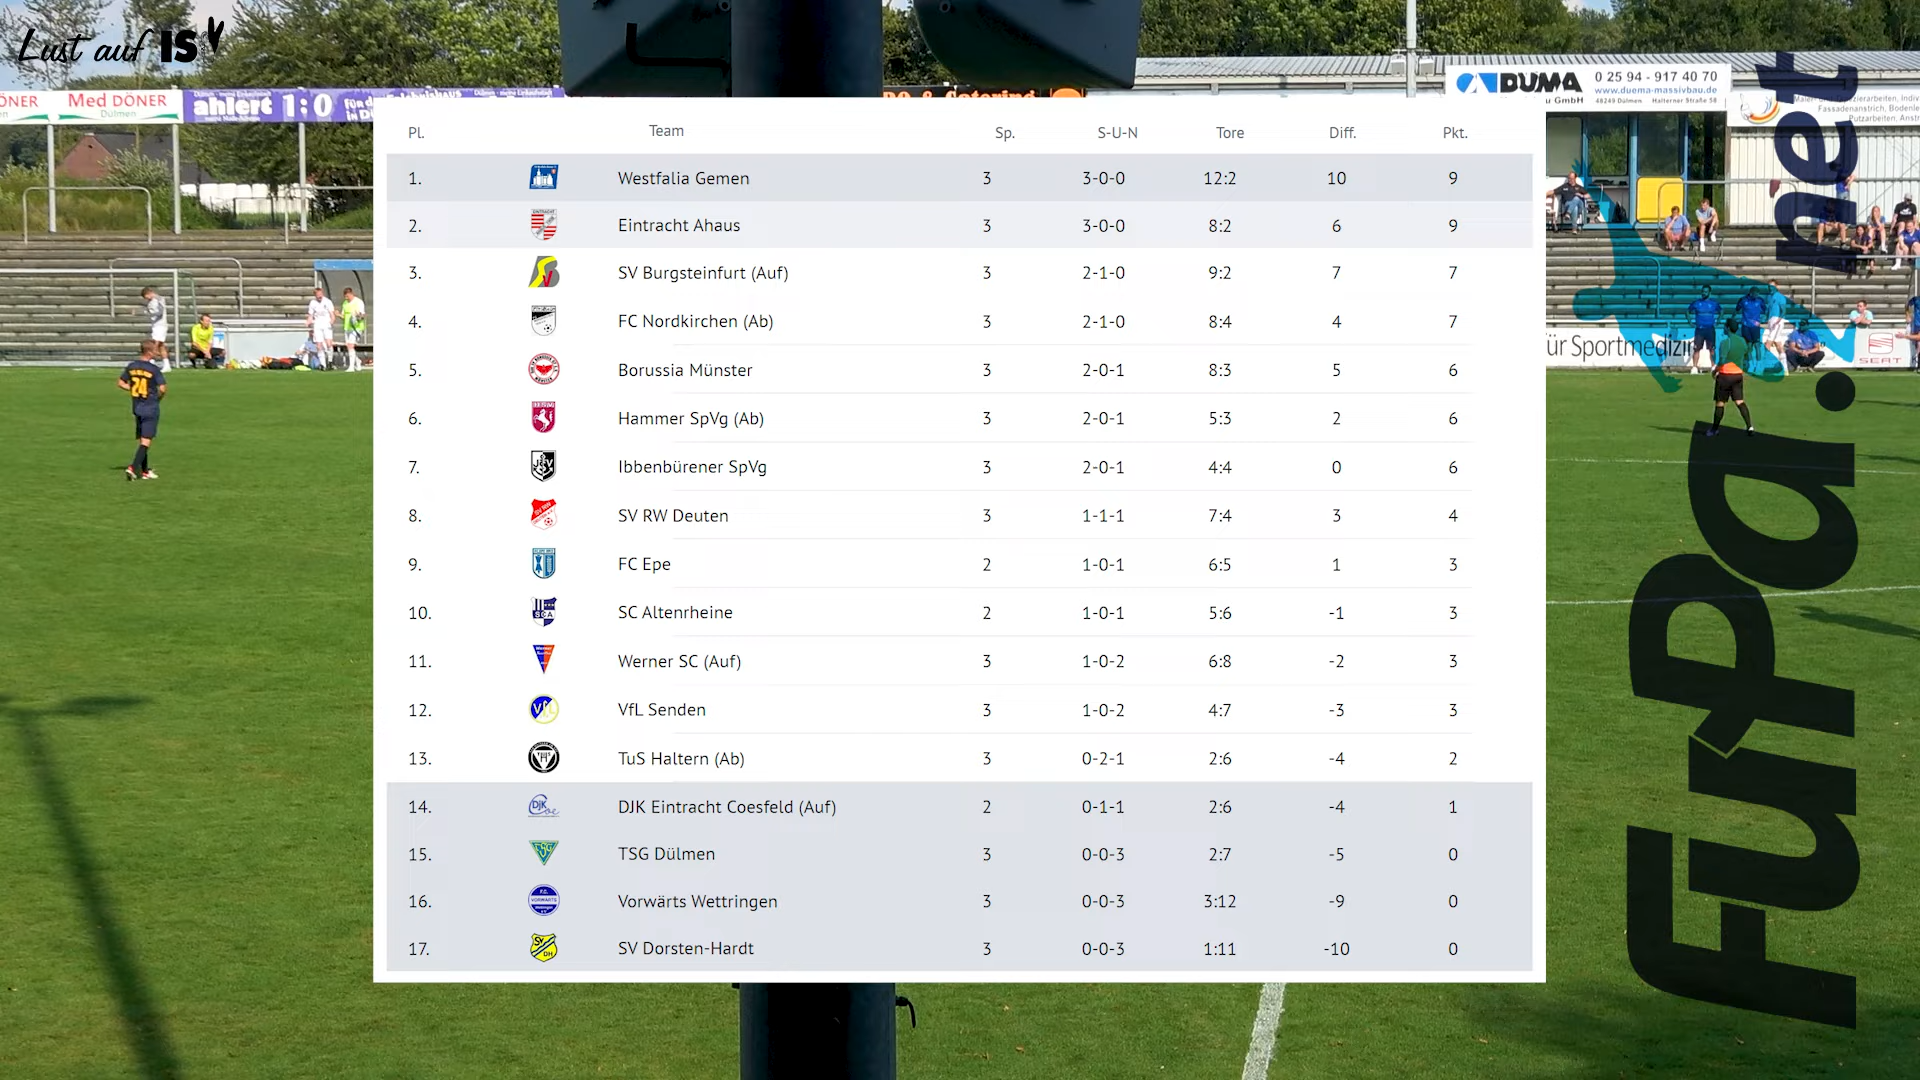 Lust auf IS
Med DÖNER
Dülmen
ahlert 1:0
DUMA
0 25 94 - 917 40 70
www.duema-massivbau.de
48249 Dülmen Halterner Straße 58
für Sportmedizin
SEAT
24
FuPa.net
Pl. Team Sp. S-U-N Tore Diff. Pkt.
1. Westfalia Gemen 3 3-0-0 12:2 10 9
2. Eintracht Ahaus 3 3-0-0 8:2 6 9
3. SV Burgsteinfurt (Auf) 3 2-1-0 9:2 7 7
4. FC Nordkirchen (Ab) 3 2-1-0 8:4 4 7
5. Borussia Münster 3 2-0-1 8:3 5 6
6. Hammer SpVg (Ab) 3 2-0-1 5:3 2 6
7. Ibbenbürener SpVg 3 2-0-1 4:4 0 6
8. SV RW Deuten 3 1-1-1 7:4 3 4
9. FC Epe 2 1-0-1 6:5 1 3
10. SC Altenrheine 2 1-0-1 5:6 -1 3
11. Werner SC (Auf) 3 1-0-2 6:8 -2 3
12. VfL Senden 3 1-0-2 4:7 -3 3
13. TuS Haltern (Ab) 3 0-2-1 2:6 -4 2
14. DJK Eintracht Coesfeld (Auf) 2 0-1-1 2:6 -4 1
15. TSG Dülmen 3 0-0-3 2:7 -5 0
16. Vorwärts Wettringen 3 0-0-3 3:12 -9 0
17. SV Dorsten-Hardt 3 0-0-3 1:11 -10 0